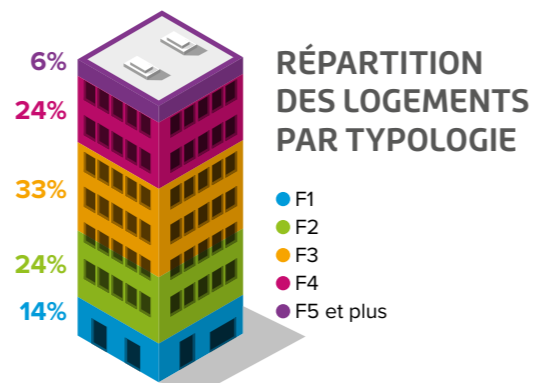 6%
24%
33%
24%
14%
RÉPARTITION
DES LOGEMENTS
PAR TYPOLOGIE
F1
F2
F3
F4
F5 et plus